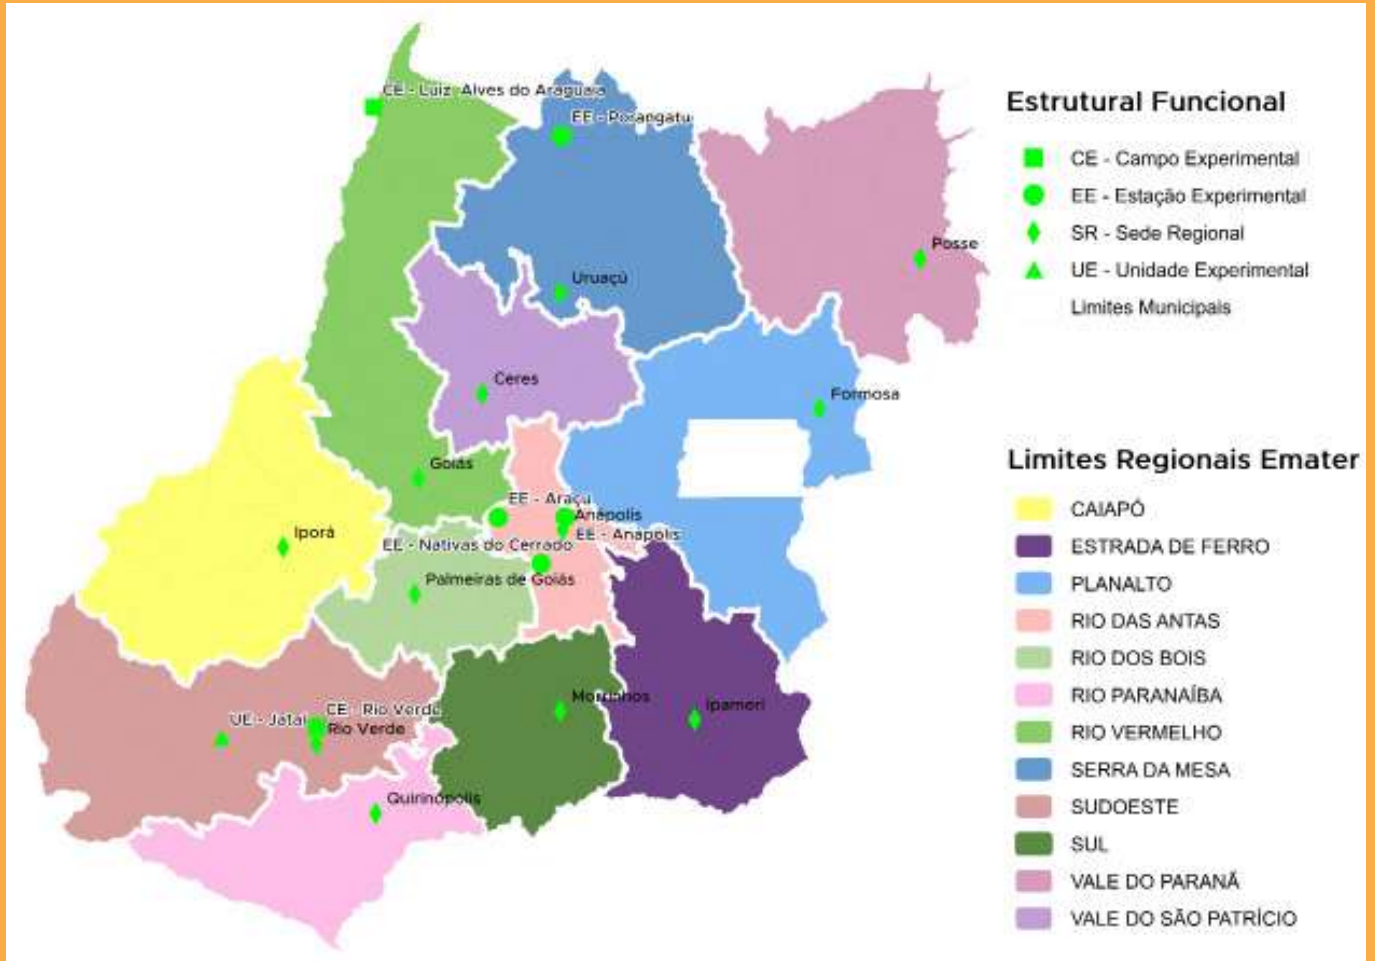 CE - Luiz Alves do Araguaia
EE - Porangatu
Posse
Uruaçú
Ceres
Formosa
Goiás
EE - Araçu
Anápolis
EE - Anápolis
Iporá
EE - Nativas do Cerrado
Palmeiras de Goiás
Morrinhos
Ipameri
UE - Jataí
CE - Rio Verde
Rio Verde
Quirinópolis
Estrutural Funcional
CE - Campo Experimental
EE - Estação Experimental
SR - Sede Regional
UE - Unidade Experimental
Limites Municipais
Limites Regionais Emater
CAIAPÓ
ESTRADA DE FERRO
PLANALTO
RIO DAS ANTAS
RIO DOS BOIS
RIO PARANAÍBA
RIO VERMELHO
SERRA DA MESA
SUDOESTE
SUL
VALE DO PARANÃ
VALE DO SÃO PATRÍCIO